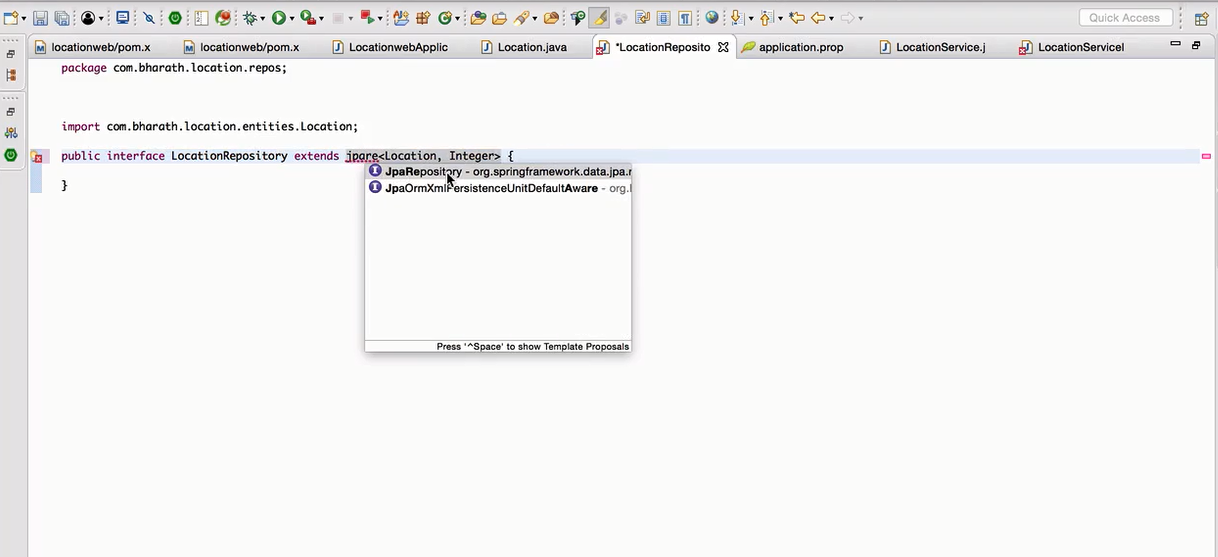 Quick Access
locationweb/pom.x locationweb/pom.x LocationwebApplic Location.java *LocationReposito application.prop LocationService.j LocationServiceI
package com.bharath.location.repos;
import com.bharath.location.entities.Location;
public interface LocationRepository extends jpare<Location, Integer> {
JpaRepository - org.springframework.data.jpa.r
JpaOrmXmlPersistenceUnitDefaultAware - org.
}
Press '^Space' to show Template Proposals